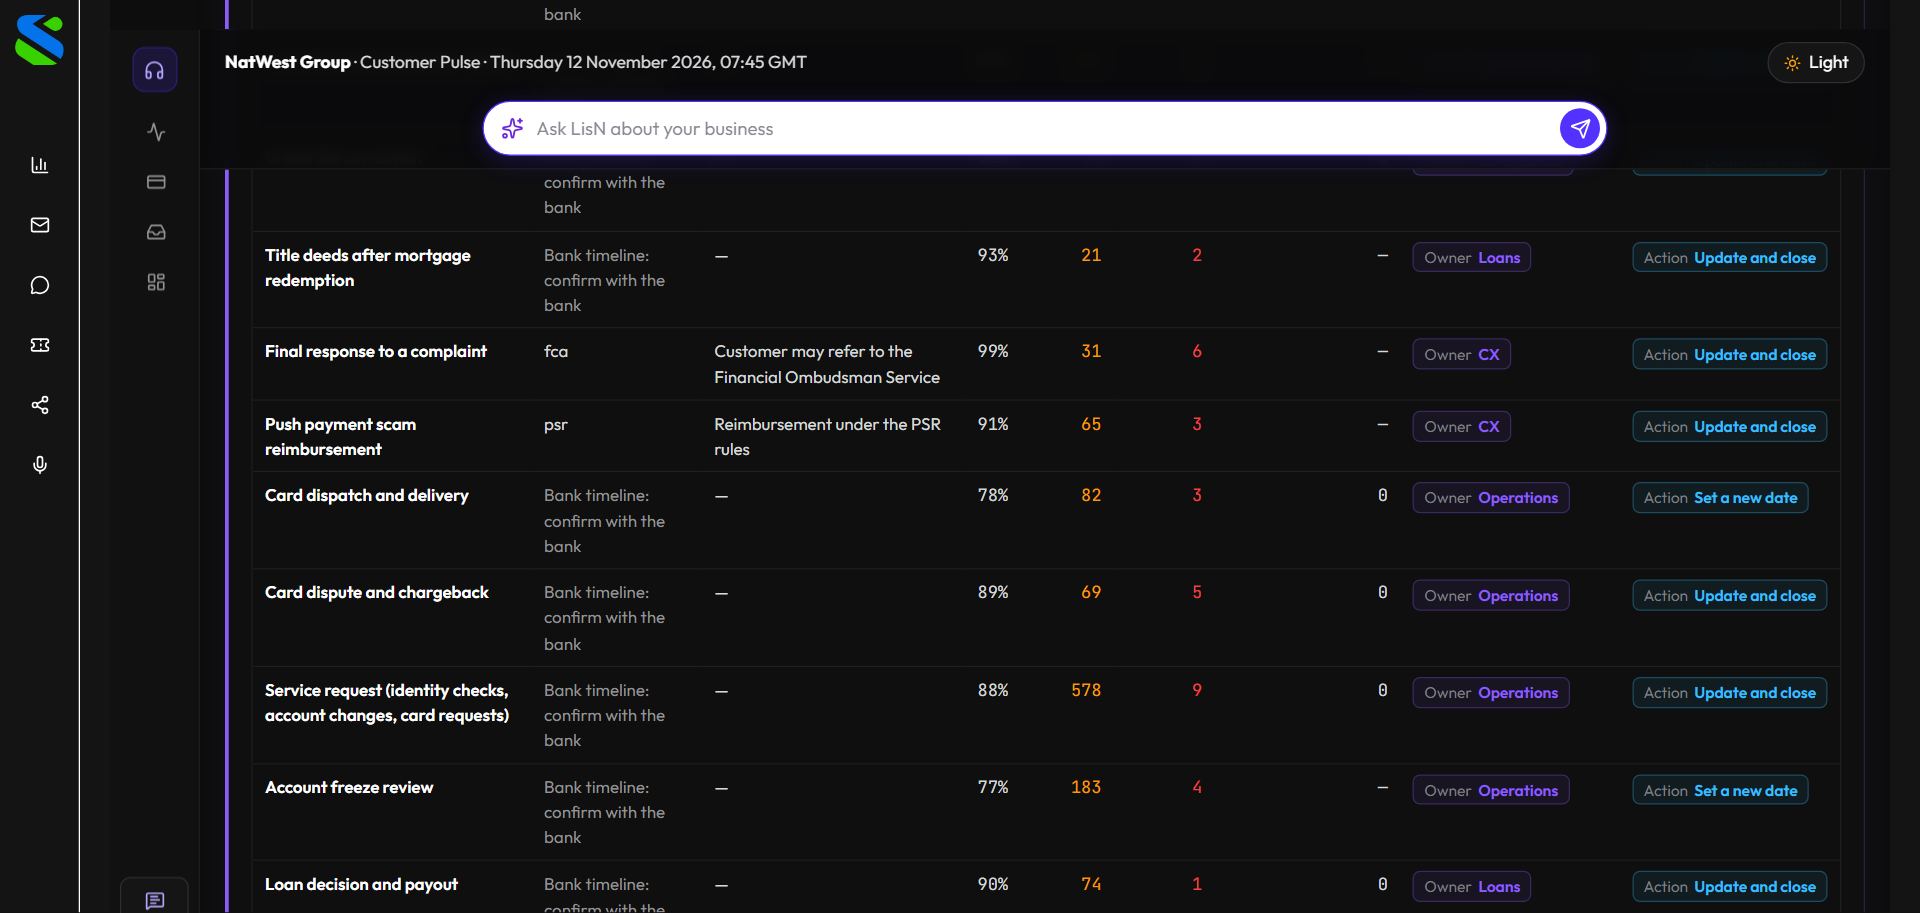 bank
NatWest Group · Customer Pulse · Thursday 12 November 2026, 07:45 GMT
Light
Ask LisN about your business
confirm with the
bank
Title deeds after mortgage redemption
Bank timeline: confirm with the bank
—
93%
21
2
—
Owner Loans
Action Update and close
Final response to a complaint
fca
Customer may refer to the Financial Ombudsman Service
99%
31
6
—
Owner CX
Action Update and close
Push payment scam reimbursement
psr
Reimbursement under the PSR rules
91%
65
3
—
Owner CX
Action Update and close
Card dispatch and delivery
Bank timeline: confirm with the bank
—
78%
82
3
0
Owner Operations
Action Set a new date
Card dispute and chargeback
Bank timeline: confirm with the bank
—
89%
69
5
0
Owner Operations
Action Update and close
Service request (identity checks, account changes, card requests)
Bank timeline: confirm with the bank
—
88%
578
9
0
Owner Operations
Action Update and close
Account freeze review
Bank timeline: confirm with the bank
—
77%
183
4
—
Owner Operations
Action Set a new date
Loan decision and payout
Bank timeline:
confirm with the
—
90%
74
1
0
Owner Loans
Action Update and close